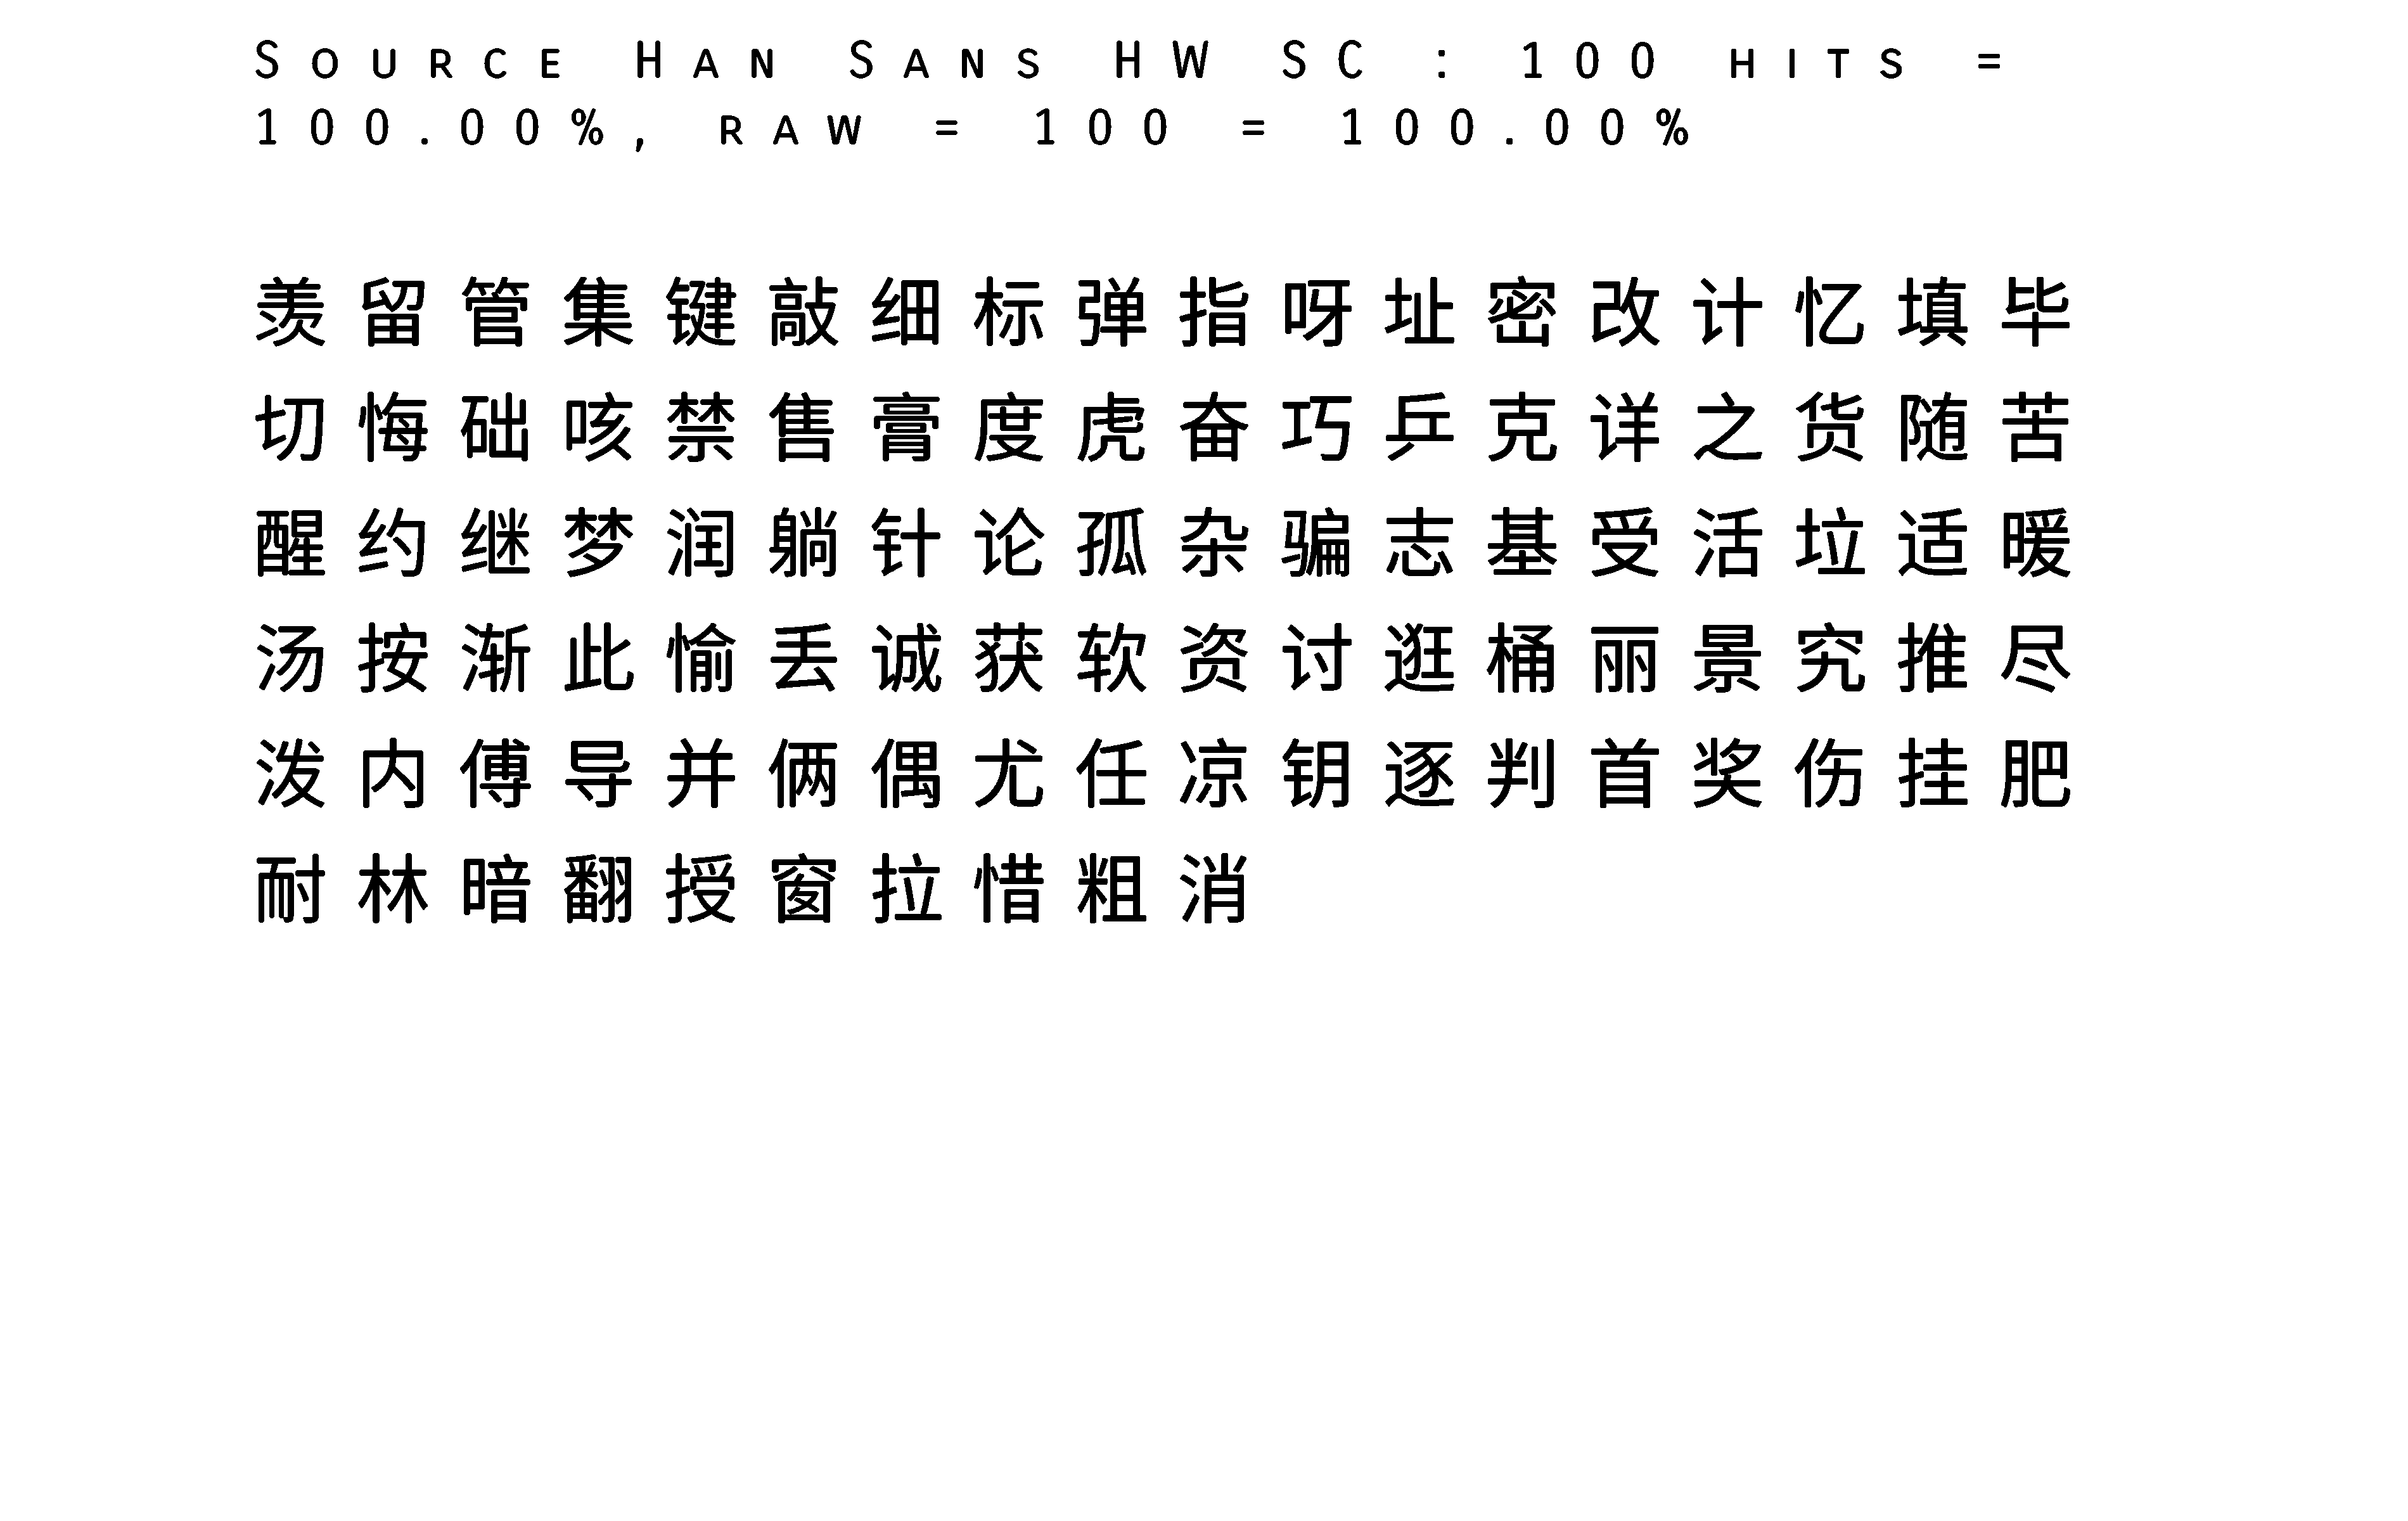 Source Han Sans HW SC : 100 hits =
100.00%, raw = 100 = 100.00%
羡留管集键敲细标弹指呀址密改计忆填毕
切悔础咳禁售膏度虎奋巧乒克详之货随苦
醒约继梦润躺针论孤杂骗志基受活垃适暖
汤按渐此愉丢诚获软资讨逛桶丽景究推尽
泼内傅导并俩偶尤任凉钥逐判首奖伤挂肥
耐林暗翻授窗拉惜粗消